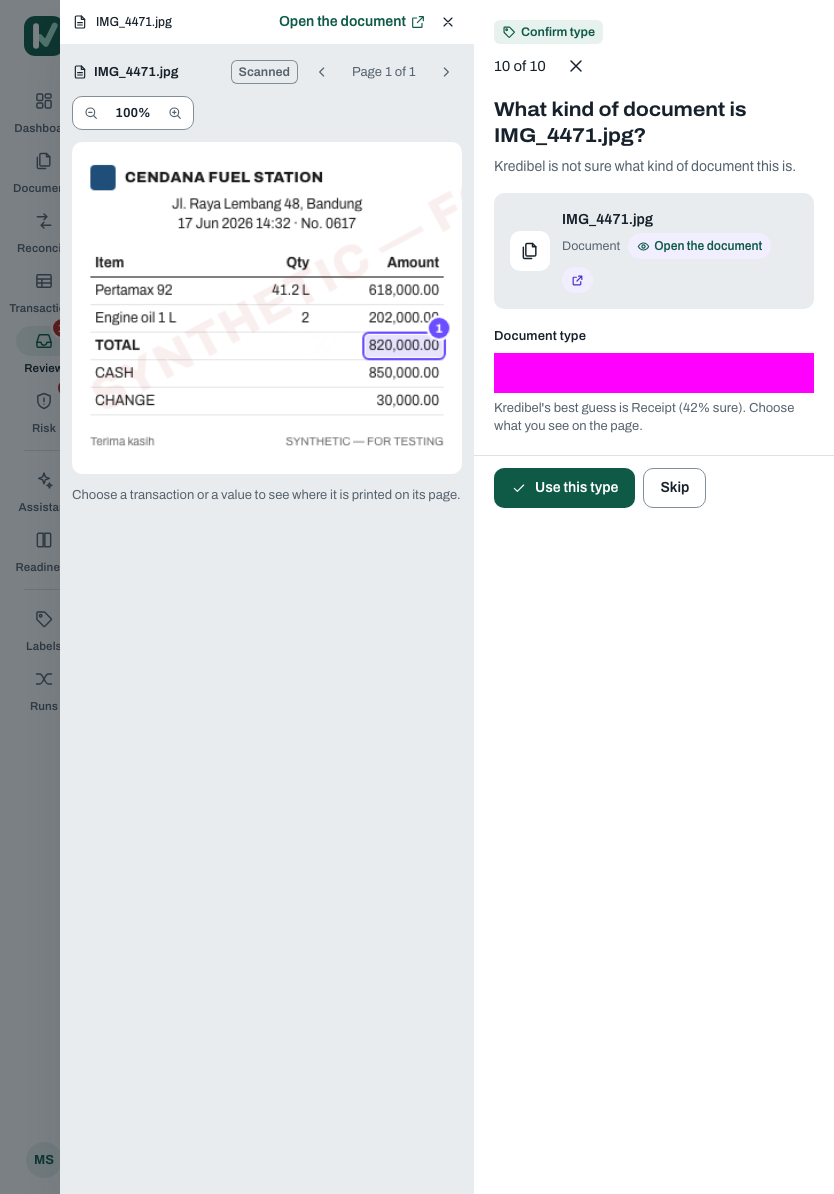 IMG_4471.jpg
Open the document
IMG_4471.jpg
Scanned
Page 1 of 1
100%
CENDANA FUEL STATION
Jl. Raya Lembang 48, Bandung
17 Jun 2026 14:32 · No. 0617
Item Qty Amount
Pertamax 92 41.2 L 618,000.00
Engine oil 1 L 2 202,000.00
1
TOTAL 820,000.00
CASH 850,000.00
CHANGE 30,000.00
Terima kasih SYNTHETIC — FOR TESTING
SYNTHETIC — F
Choose a transaction or a value to see where it is printed on its page.
Confirm type
10 of 10
What kind of document is
IMG_4471.jpg?
Kredibel is not sure what kind of document this is.
IMG_4471.jpg
Document Open the document
Document type
Kredibel's best guess is Receipt (42% sure). Choose
what you see on the page.
Use this type
Skip
Dashbo
Docume
Reconci
Transactio
Review
Risk
Assista
Readine
Labels
Runs
MS